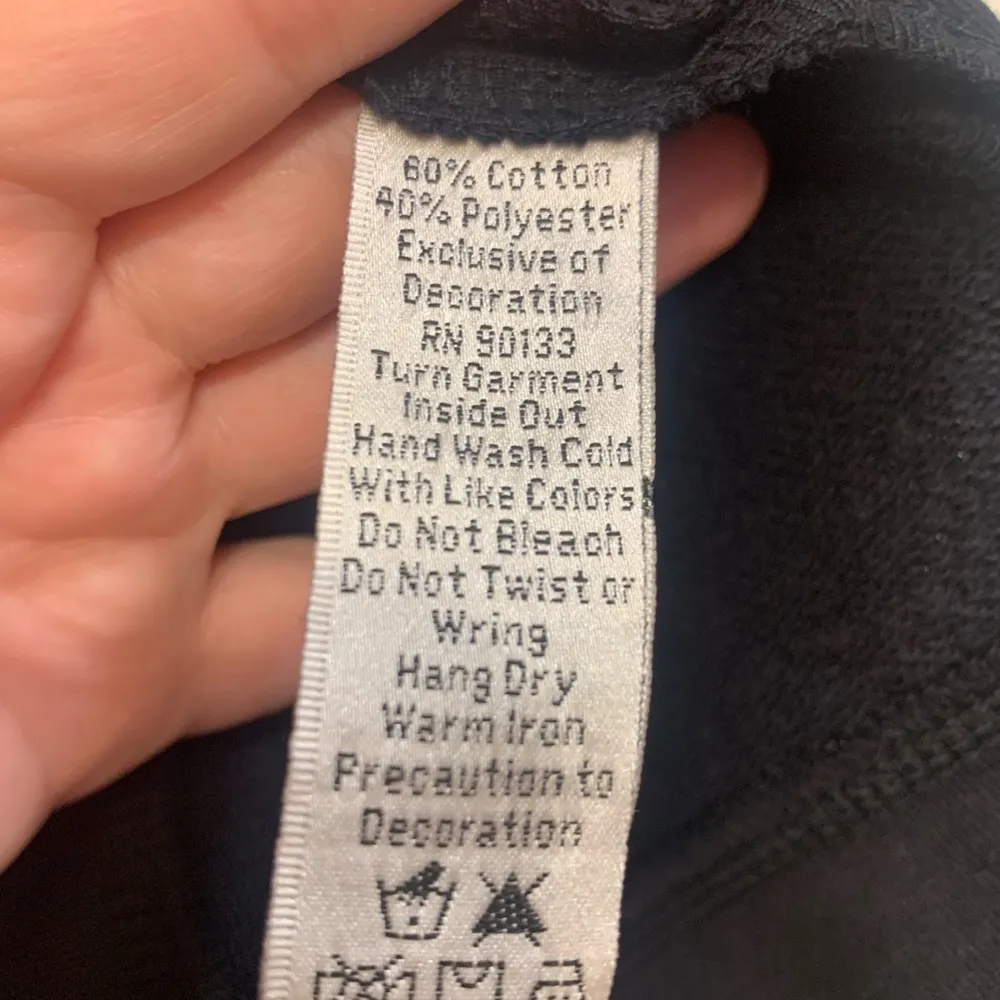 60% Cotton
40% Polyester
Exclusive of
Decoration
RN 90133
Turn Garment
Inside Out
Hand Wash Cold
With Like Colors
Do Not Bleach
Do Not Twist or
Wring
Hang Dry
Warm Iron
Precaution to
Decoration